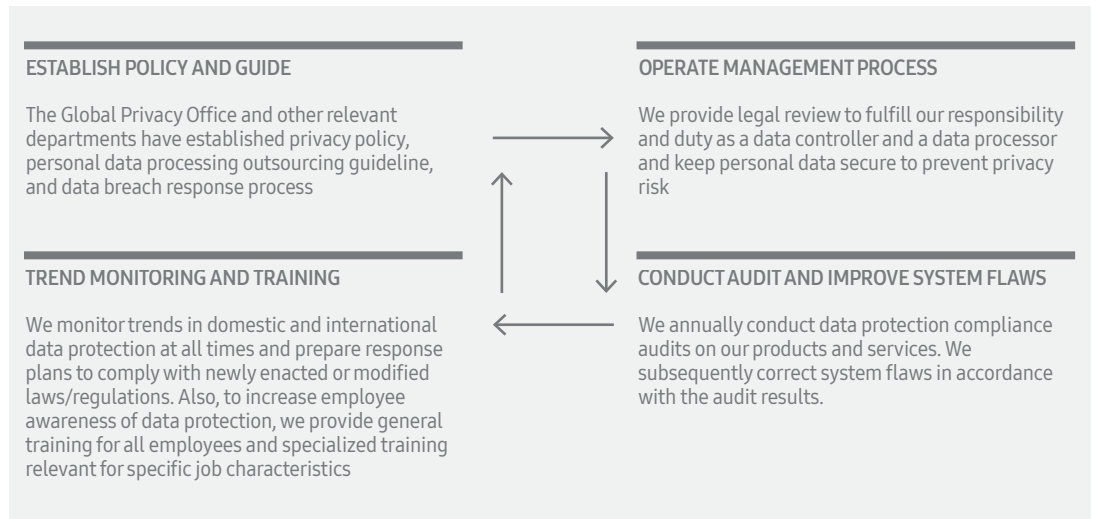 ESTABLISH POLICY AND GUIDE
The Global Privacy Office and other relevant
departments have established privacy policy,
personal data processing outsourcing guideline,
and data breach response process
OPERATE MANAGEMENT PROCESS
We provide legal review to fulfill our responsibility
and duty as a data controller and a data processor
and keep personal data secure to prevent privacy
risk
TREND MONITORING AND TRAINING
We monitor trends in domestic and international
data protection at all times and prepare response
plans to comply with newly enacted or modified
laws/regulations. Also, to increase employee
awareness of data protection, we provide general
training for all employees and specialized training
relevant for specific job characteristics
CONDUCT AUDIT AND IMPROVE SYSTEM FLAWS
We annually conduct data protection compliance
audits on our products and services. We
subsequently correct system flaws in accordance
with the audit results.